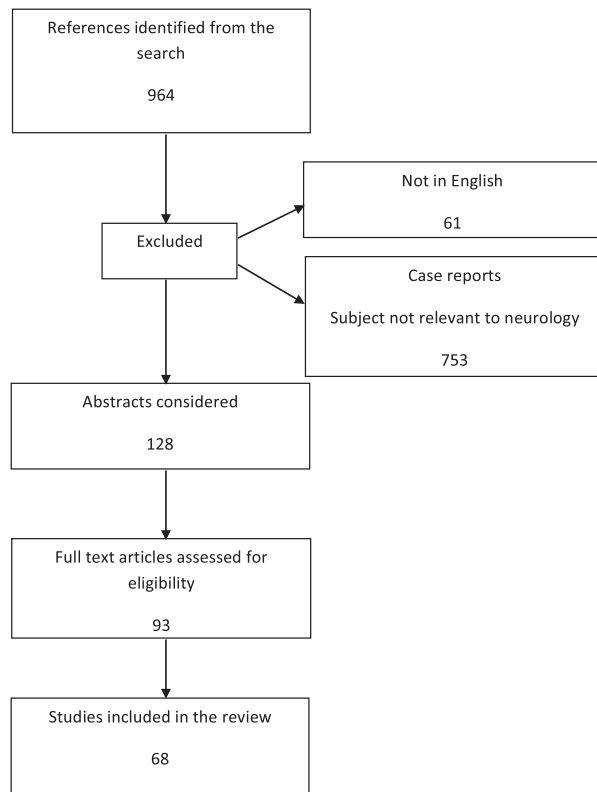 References identified from the
search
964
Not in English
61
Excluded
Case reports
Subject not relevant to neurology
753
Abstracts considered
128
Full text articles assessed for
eligibility
93
Studies included in the review
68